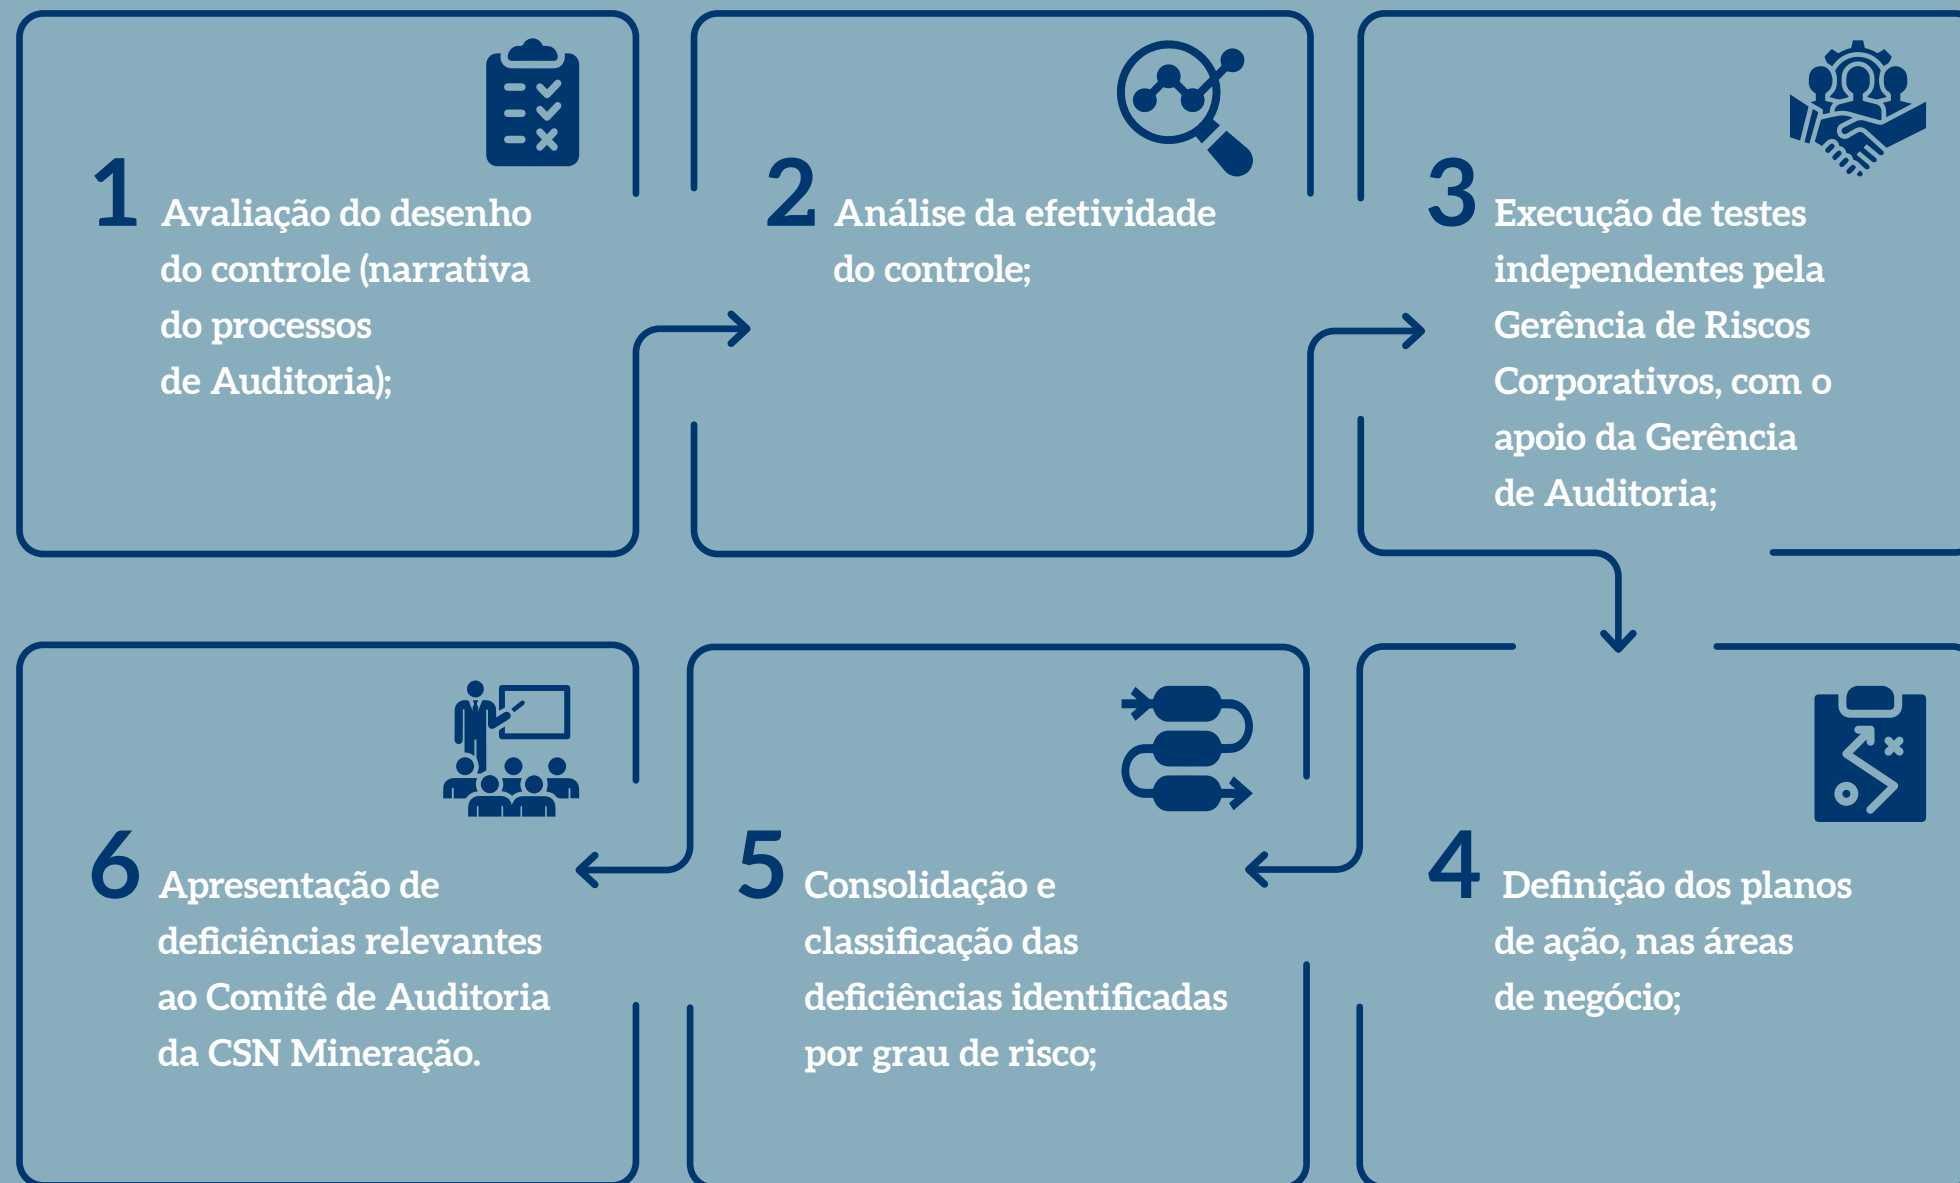 1 Avaliação do desenho
do controle (narrativa
do processos
de Auditoria);
2 Análise da efetividade
do controle;
3 Execução de testes
independentes pela
Gerência de Riscos
Corporativos, com o
apoio da Gerência
de Auditoria;
4 Definição dos planos
de ação, nas áreas
de negócio;
5 Consolidação e
classificação das
deficiências identificadas
por grau de risco;
6 Apresentação de
deficiências relevantes
ao Comitê de Auditoria
da CSN Mineração.